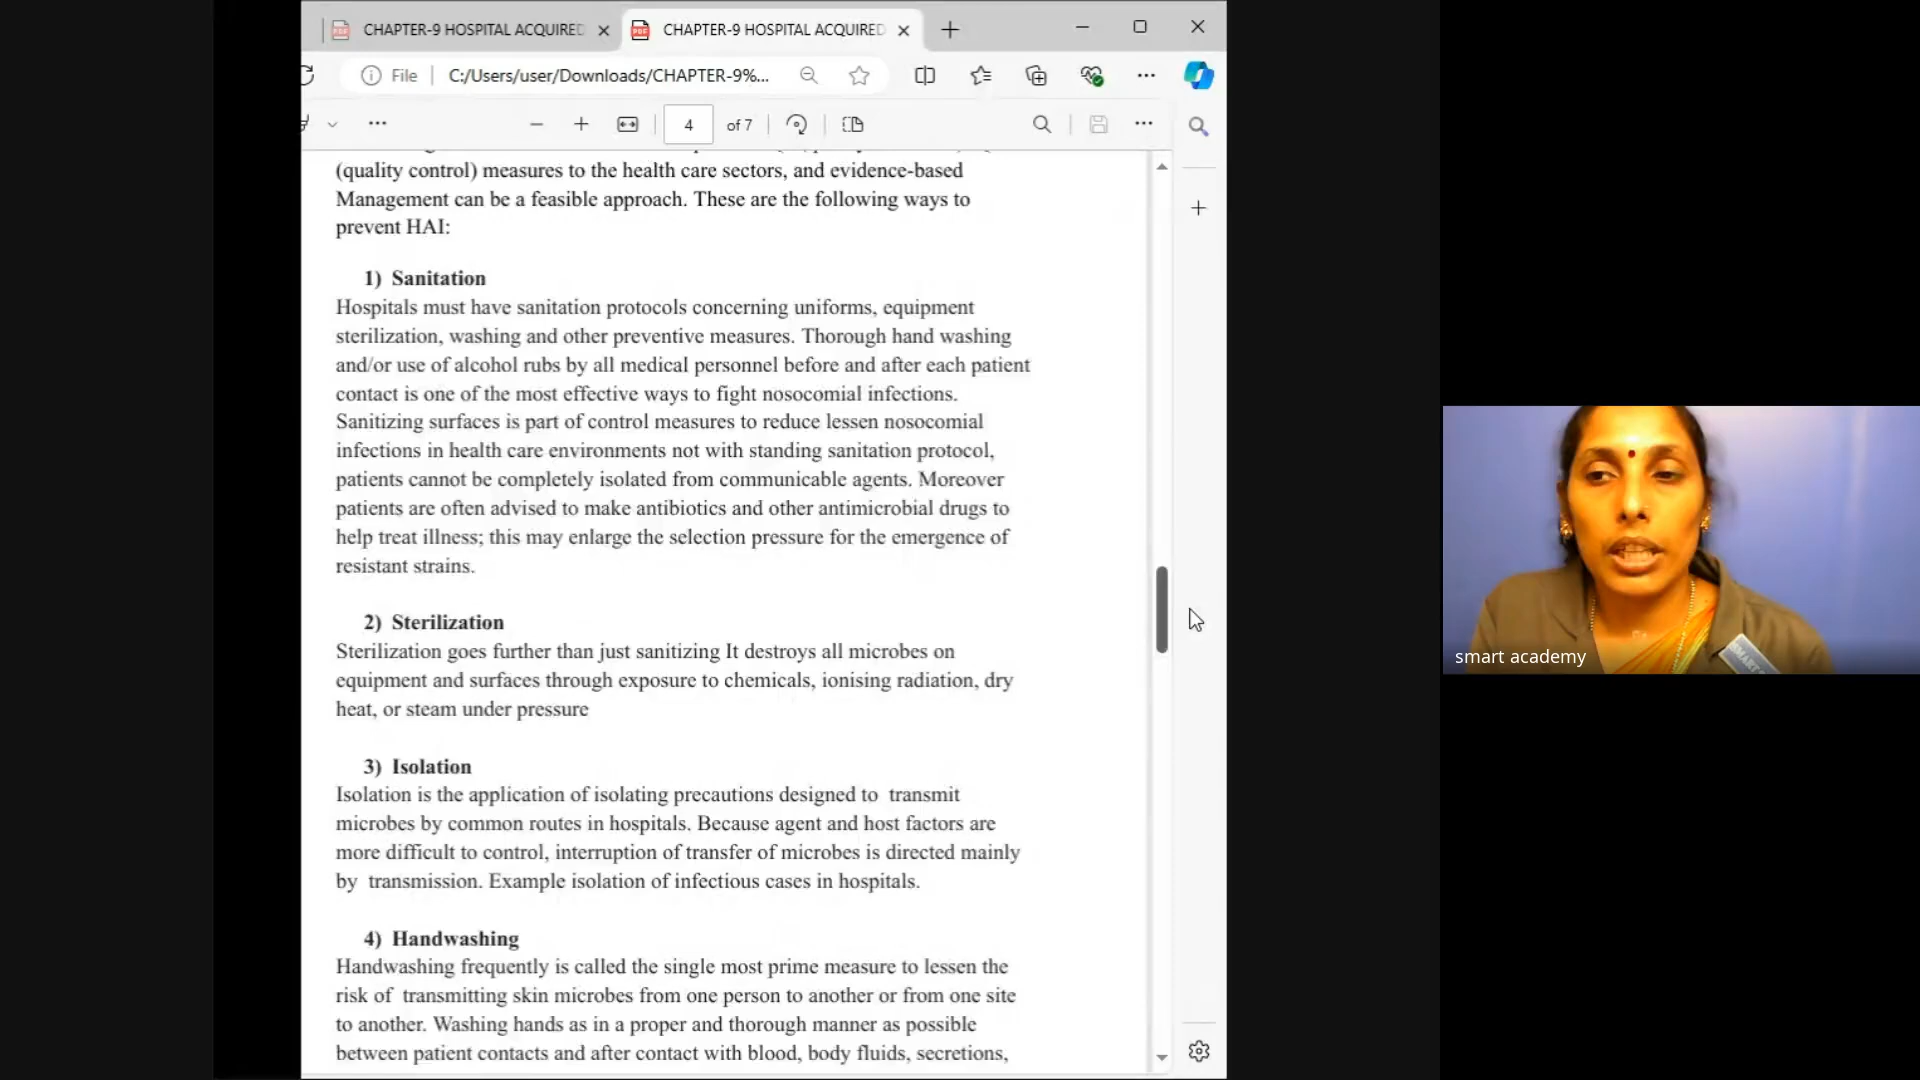 CHAPTER-9 HOSPITAL ACQUIRED
CHAPTER-9 HOSPITAL ACQUIRED
File
C:/Users/user/Downloads/CHAPTER-9%...
4 of 7
(quality control) measures to the health care sectors, and evidence-based
Management can be a feasible approach. These are the following ways to
prevent HAI:
1) Sanitation
Hospitals must have sanitation protocols concerning uniforms, equipment
sterilization, washing and other preventive measures. Thorough hand washing
and/or use of alcohol rubs by all medical personnel before and after each patient
contact is one of the most effective ways to fight nosocomial infections.
Sanitizing surfaces is part of control measures to reduce lessen nosocomial
infections in health care environments not with standing sanitation protocol,
patients cannot be completely isolated from communicable agents. Moreover
patients are often advised to make antibiotics and other antimicrobial drugs to
help treat illness; this may enlarge the selection pressure for the emergence of
resistant strains.
2) Sterilization
Sterilization goes further than just sanitizing It destroys all microbes on
equipment and surfaces through exposure to chemicals, ionising radiation, dry
heat, or steam under pressure
3) Isolation
Isolation is the application of isolating precautions designed to transmit
microbes by common routes in hospitals. Because agent and host factors are
more difficult to control, interruption of transfer of microbes is directed mainly
by transmission. Example isolation of infectious cases in hospitals.
4) Handwashing
Handwashing frequently is called the single most prime measure to lessen the
risk of transmitting skin microbes from one person to another or from one site
to another. Washing hands as in a proper and thorough manner as possible
between patient contacts and after contact with blood, body fluids, secretions,
smart academy